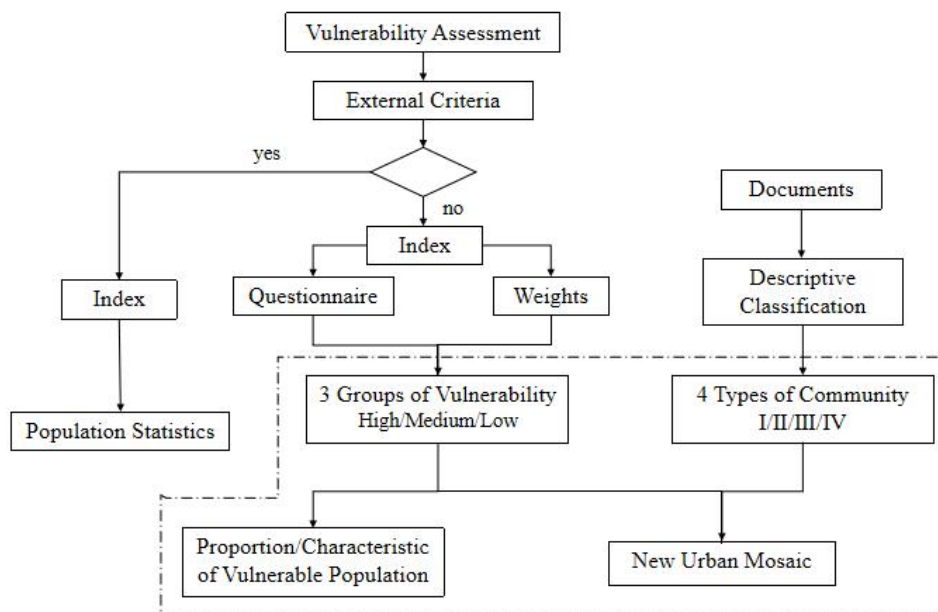 Vulnerability Assessment
External Criteria
yes
no
Documents
Index
Index
Questionnaire
Weights
Descriptive
Classification
3 Groups of Vulnerability
High/Medium/Low
4 Types of Community
I/II/III/IV
Population Statistics
Proportion/Characteristic
of Vulnerable Population
New Urban Mosaic